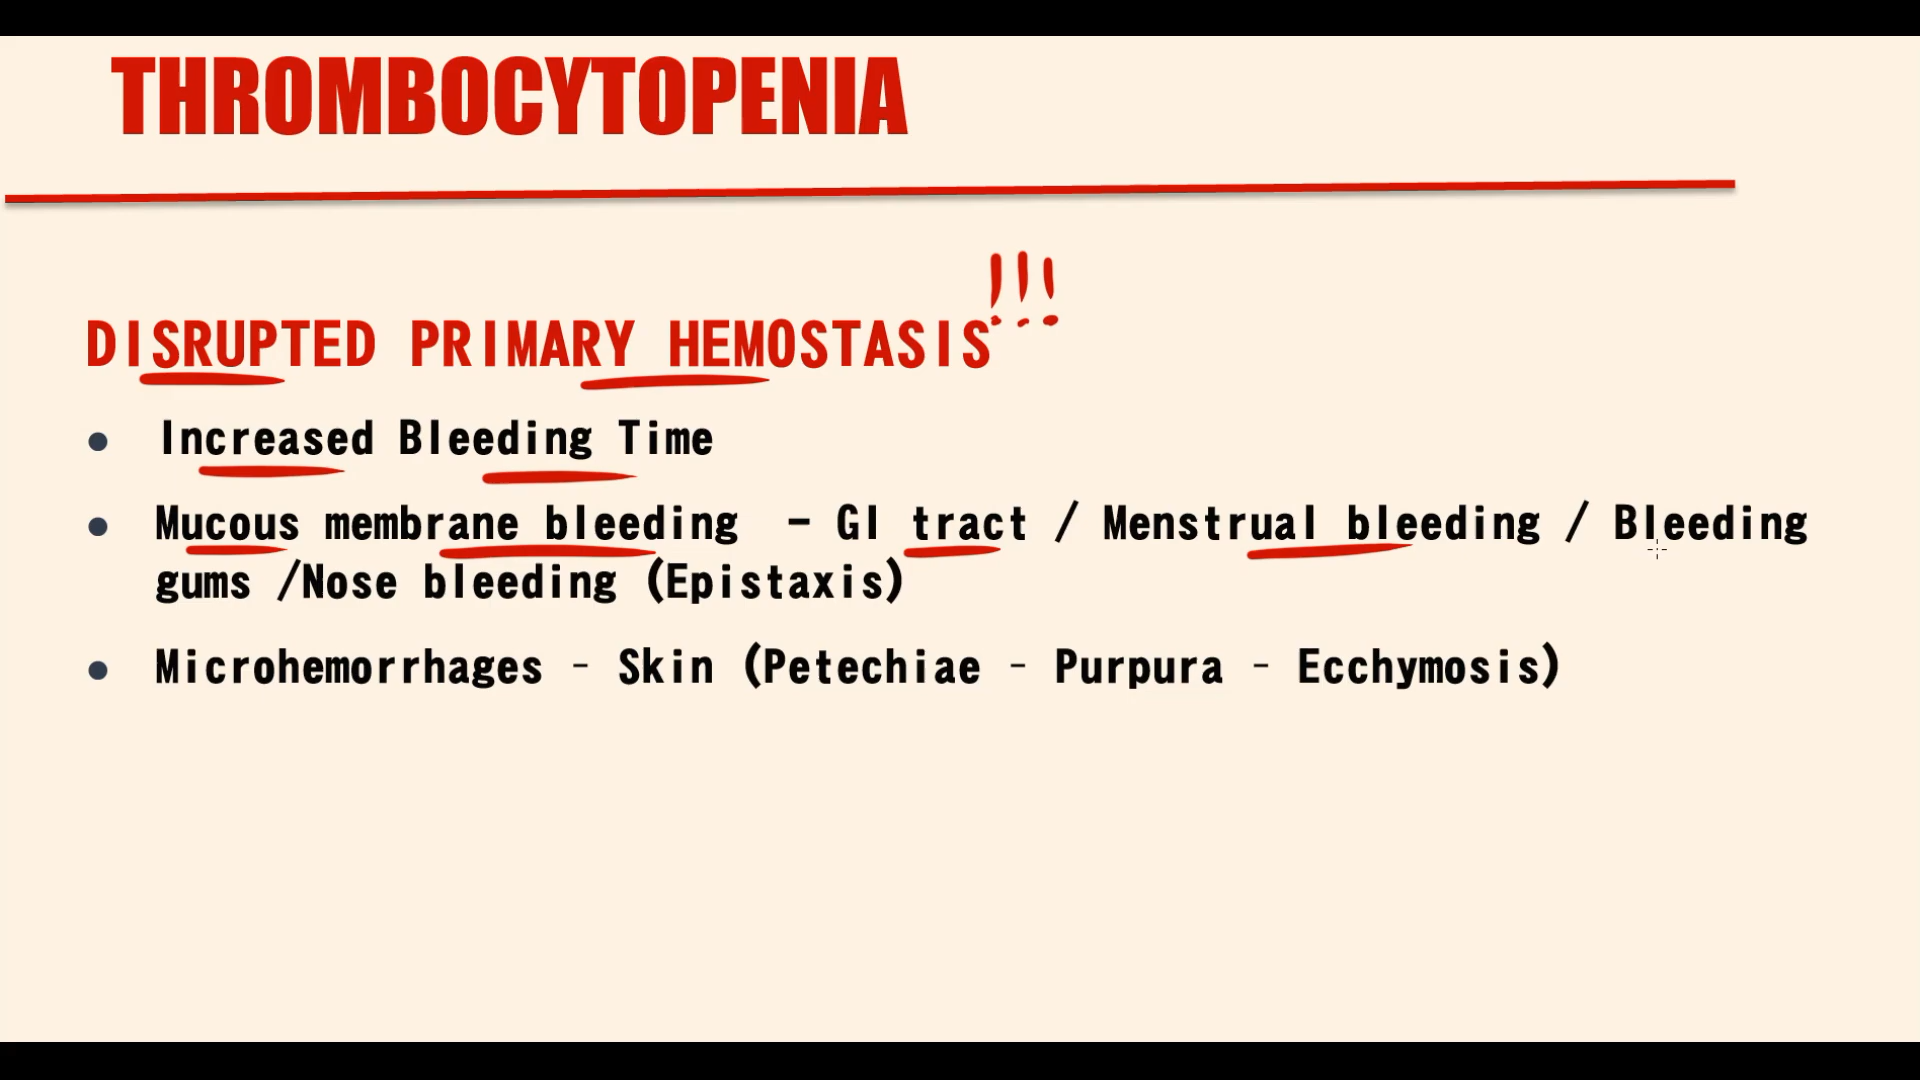 THROMBOCYTOPENIA
!!!
DISRUPTED PRIMARY HEMOSTASIS
● Increased Bleeding Time
● Mucous membrane bleeding - GI tract / Menstrual bleeding / Bleeding
gums /Nose bleeding (Epistaxis)
● Microhemorrhages - Skin (Petechiae - Purpura - Ecchymosis)